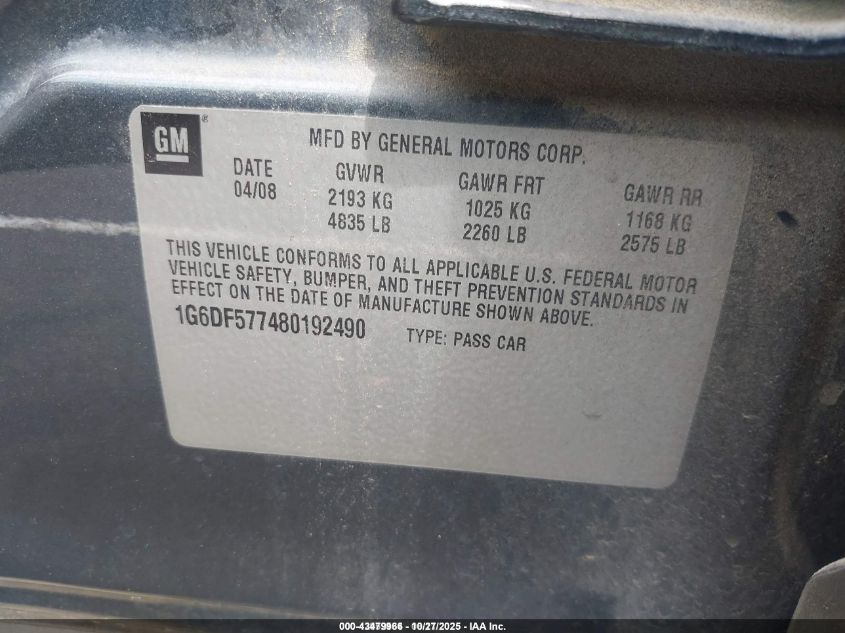 GM ®
MFD BY GENERAL MOTORS CORP.
DATE GVWR GAWR FRT GAWR RR
04/08 2193 KG 1025 KG 1168 KG
4835 LB 2260 LB 2575 LB
THIS VEHICLE CONFORMS TO ALL APPLICABLE U.S. FEDERAL MOTOR
VEHICLE SAFETY, BUMPER, AND THEFT PREVENTION STANDARDS IN
EFFECT ON THE DATE OF MANUFACTURE SHOWN ABOVE.
1G6DF577480192490 TYPE: PASS CAR
000-43479966 - 10/27/2025 - IAA Inc.